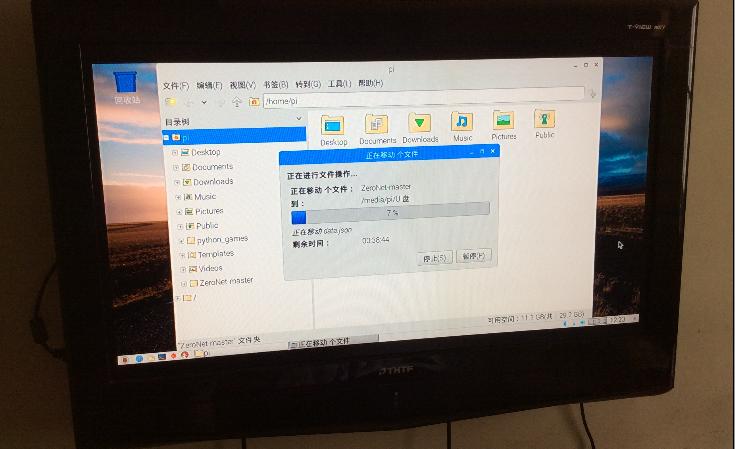 回收站
pi
文件(F) 编辑(E) 视图(V) 书签(B) 转到(G) 工具(L) 帮助(H)
/home/pi
目录树
pi
Desktop
Documents
Downloads
Music
Pictures
Public
python_games
Templates
Videos
ZeroNet-master
/
Desktop Documents Downloads Music Pictures Public
正在移动 个文件
正在进行文件操作...
正在移动 个文件： ZeroNet-master
到： /media/pi/U 盘
7 %
正在移动 data.json
剩余时间： 00:38:44
停止(S) 暂停(P)
"ZeroNet-master" 文件夹
可用空间：11.1 GB(共：29.2 GB)
pi
正在移动 个文件
12:23